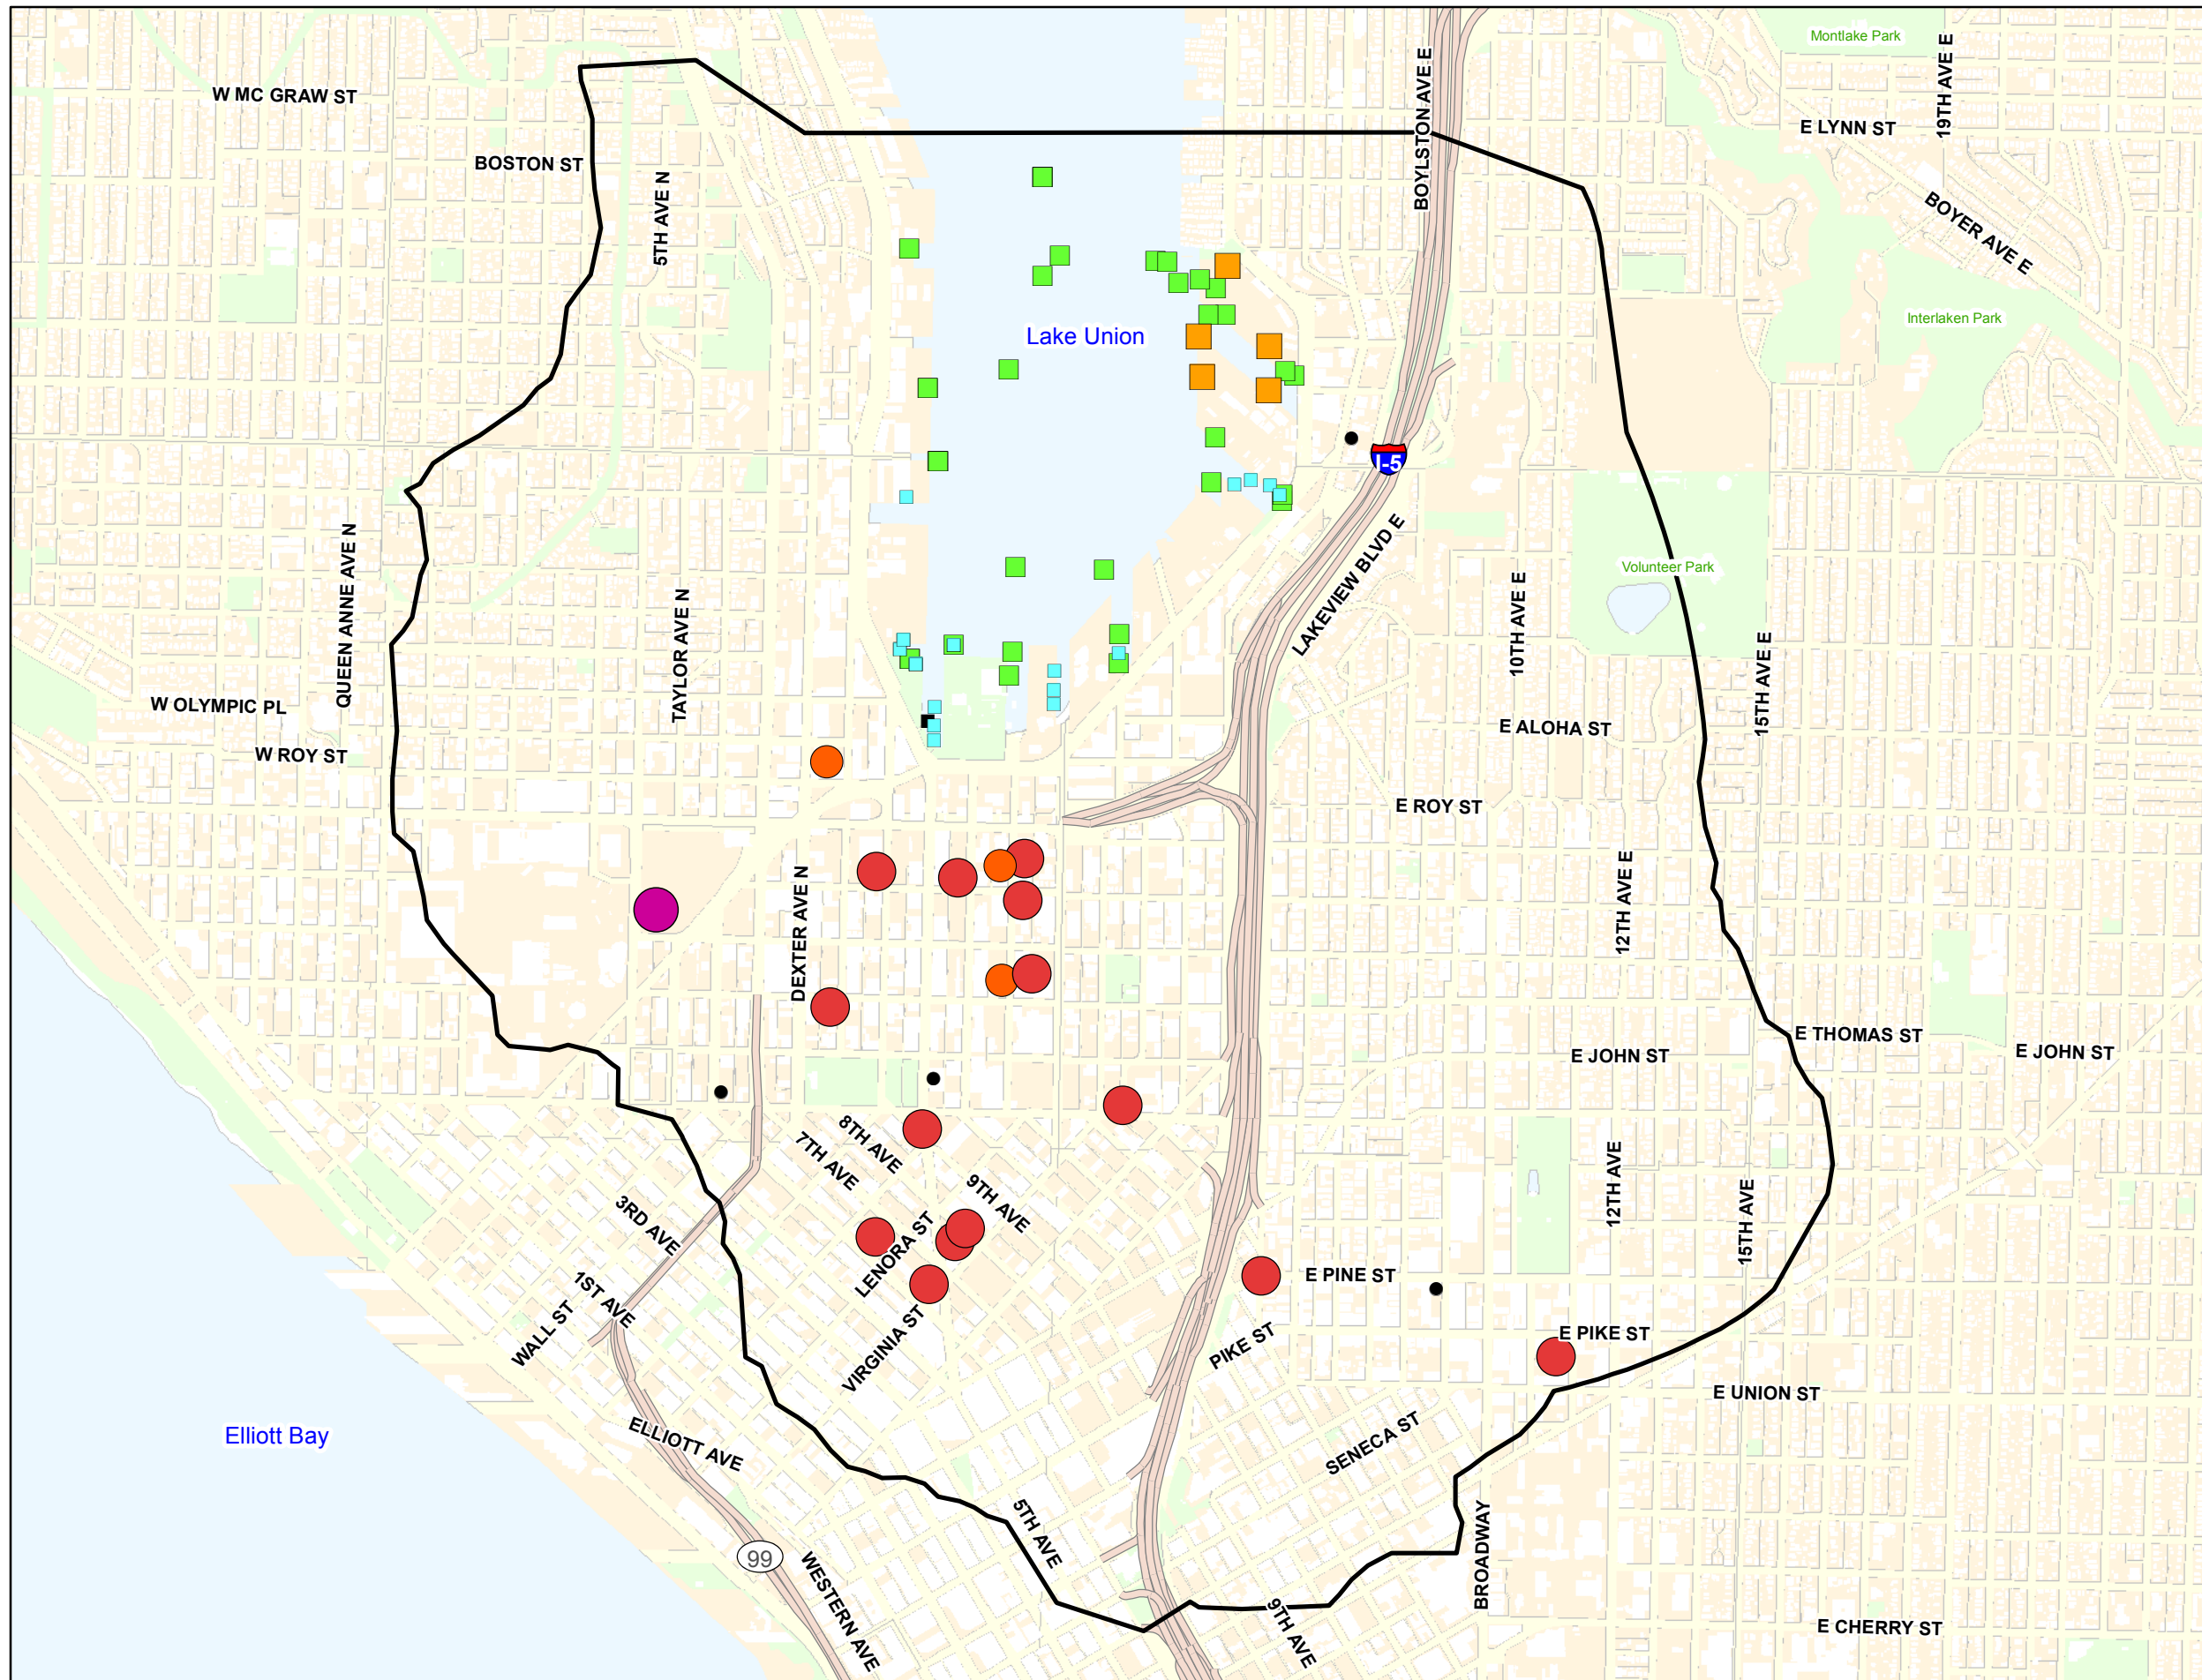 Montlake Park
W MC GRAW ST
BOYLSTON AVE E
19TH AVE E
E LYNN ST
BOSTON ST
5TH AVE N
BOYER AVE E
Lake Union
Interlaken Park
I-5
QUEEN ANNE AVE N
LAKEVIEW BLVD E
Volunteer Park
TAYLOR AVE N
10TH AVE E
15TH AVE E
W OLYMPIC PL
E ALOHA ST
W ROY ST
E ROY ST
DEXTER AVE N
12TH AVE E
E THOMAS ST
E JOHN ST
E JOHN ST
8TH AVE
7TH AVE
9TH AVE
3RD AVE
LENORA ST
12TH AVE
15TH AVE
1ST AVE
E PINE ST
WALL ST
VIRGINIA ST
PIKE ST
E PIKE ST
E UNION ST
Elliott Bay
ELLIOTT AVE
SENECA ST
5TH AVE
99
WESTERN AVE
BROADWAY
9TH AVE
E CHERRY ST